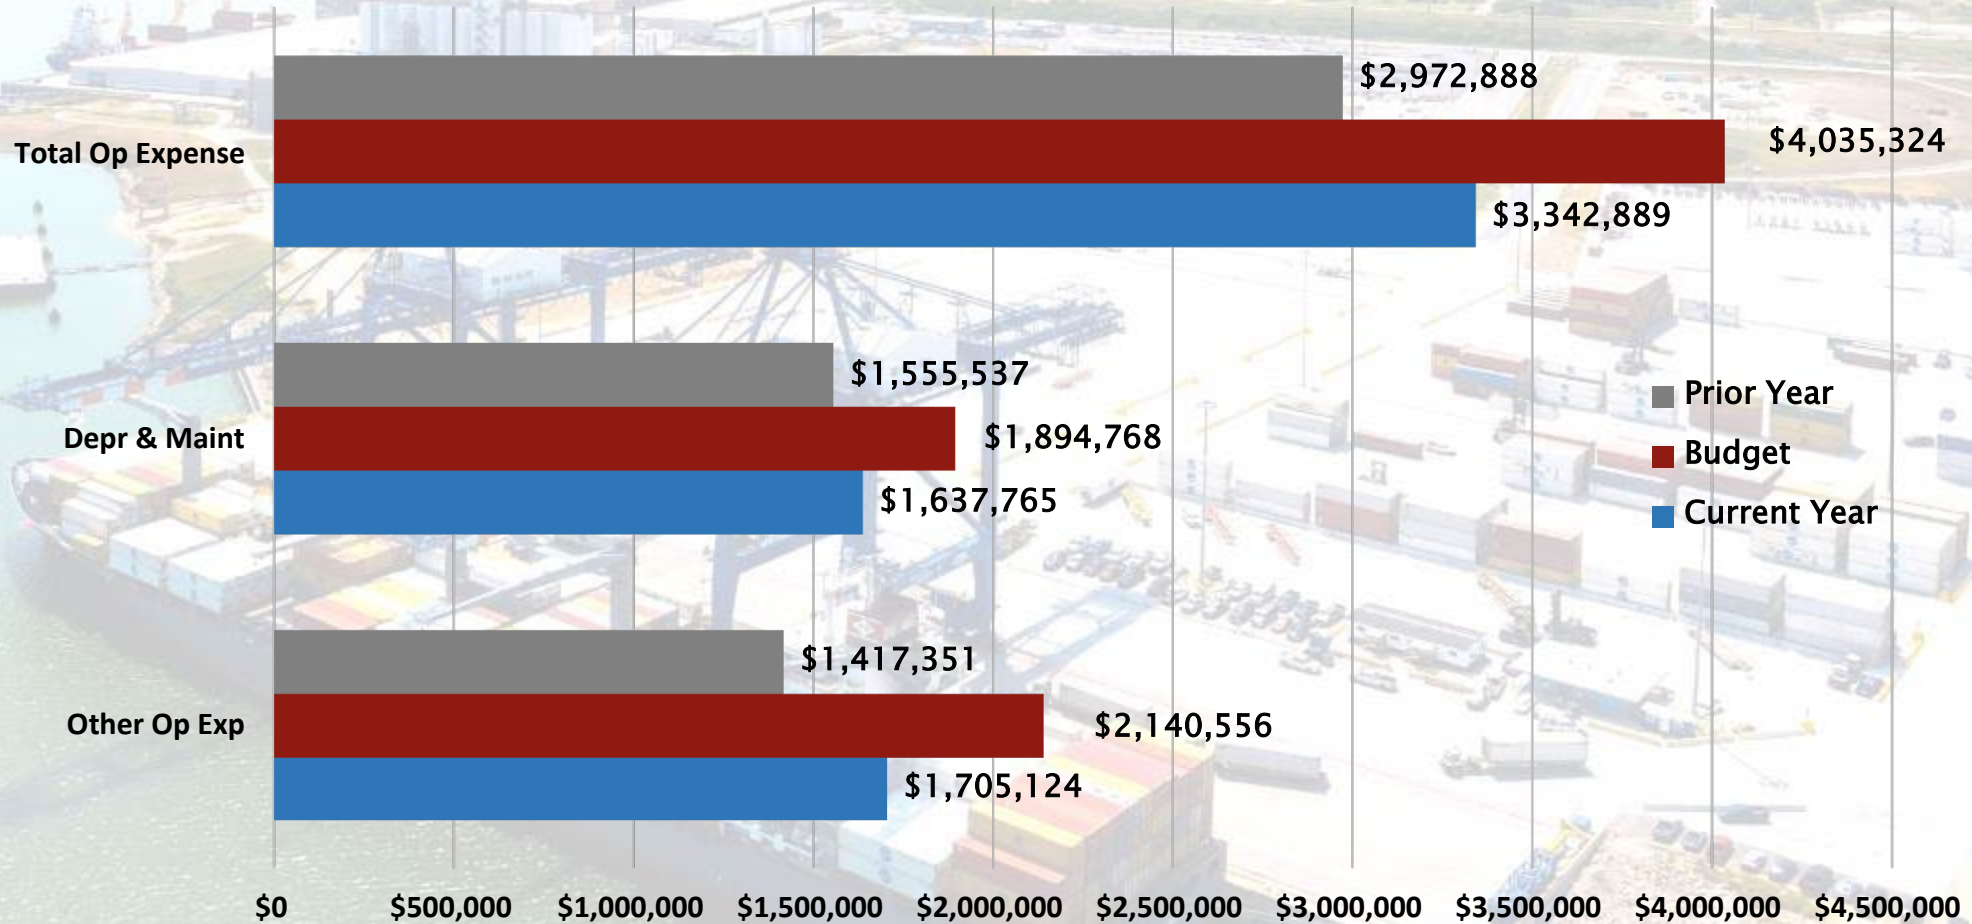 $2,972,888
Total Op Expense
$4,035,324
$3,342,889
$1,555,537
Depr & Maint
$1,894,768
$1,637,765
Prior Year
Budget
Current Year
$1,417,351
Other Op Exp
$2,140,556
$1,705,124
$0 $500,000 $1,000,000 $1,500,000 $2,000,000 $2,500,000 $3,000,000 $3,500,000 $4,000,000 $4,500,000